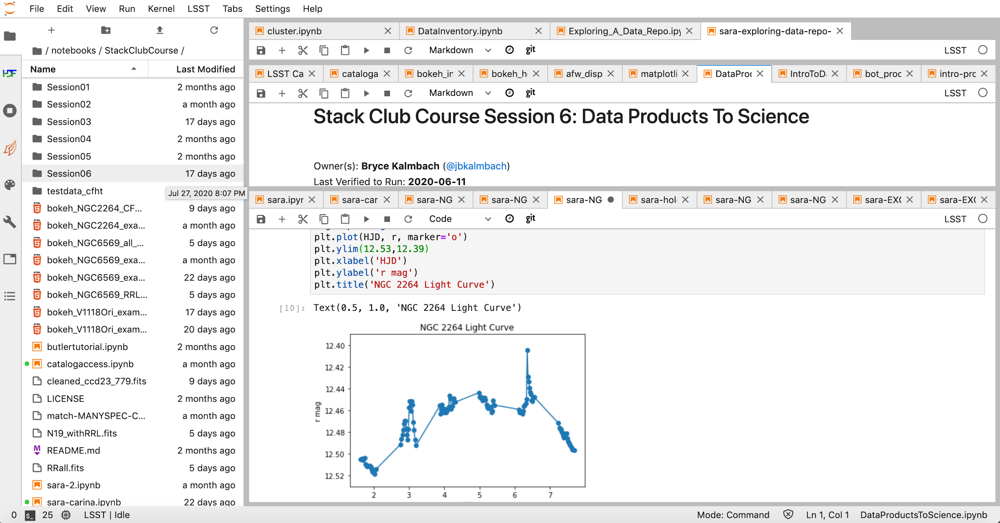 File Edit View Run Kernel LSST Tabs Settings Help
/ notebooks / StackClubCourse /
Name Last Modified
Session01 2 months ago
Session02 a month ago
Session03 17 days ago
Session04 2 months ago
Session05 2 months ago
Session06 17 days ago
testdata_cfht
Jul 27, 2020 8:07 PM
bokeh_NGC2264_CF... 9 days ago
bokeh_NGC2264_exa... a month ago
bokeh_NGC6569_all_... 5 days ago
bokeh_NGC6569_exa... a month ago
bokeh_NGC6569_exa... 22 days ago
bokeh_NGC6569_RRL... 5 days ago
bokeh_V1118Ori_exam... 17 days ago
bokeh_V1118Ori_exam... 20 days ago
butlertutorial.ipynb 2 months ago
catalogaccess.ipynb a month ago
cleaned_ccd23_779.fits 9 days ago
LICENSE 2 months ago
match-MANYSPEC-C... a month ago
N19_withRRL.fits 5 days ago
README.md 2 months ago
RRall.fits 5 days ago
sara-2.ipynb a month ago
sara-carina.ipynb 22 days ago
cluster.ipynb DataInventory.ipynb Exploring_A_Data_Repo.ipy sara-exploring-data-repo-
Markdown git LSST
LSST Ca cataloga bokeh_in bokeh_h afw_disp matplotli DataProc IntroToDa bot_proc intro-pro
Markdown git LSST
Stack Club Course Session 6: Data Products To Science
Owner(s): Bryce Kalmbach (@jbkalmbach)
Last Verified to Run: 2020-06-11
sara.ipyn sara-car sara-NG sara-NG sara-NG sara-hol sara-NG sara-NG sara-EXO sara-EXO
Code git LSST
plt.plot(HJD, r, marker='o')
plt.ylim(12.53,12.39)
plt.xlabel('HJD')
plt.ylabel('r mag')
plt.title('NGC 2264 Light Curve')
[10]: Text(0.5, 1.0, 'NGC 2264 Light Curve')
NGC 2264 Light Curve
12.40
12.42
12.44
12.46
12.48
12.50
12.52
r mag
2 3 4 5 6 7
0 25 LSST | Idle Mode: Command Ln 1, Col 1 DataProductsToScience.ipynb